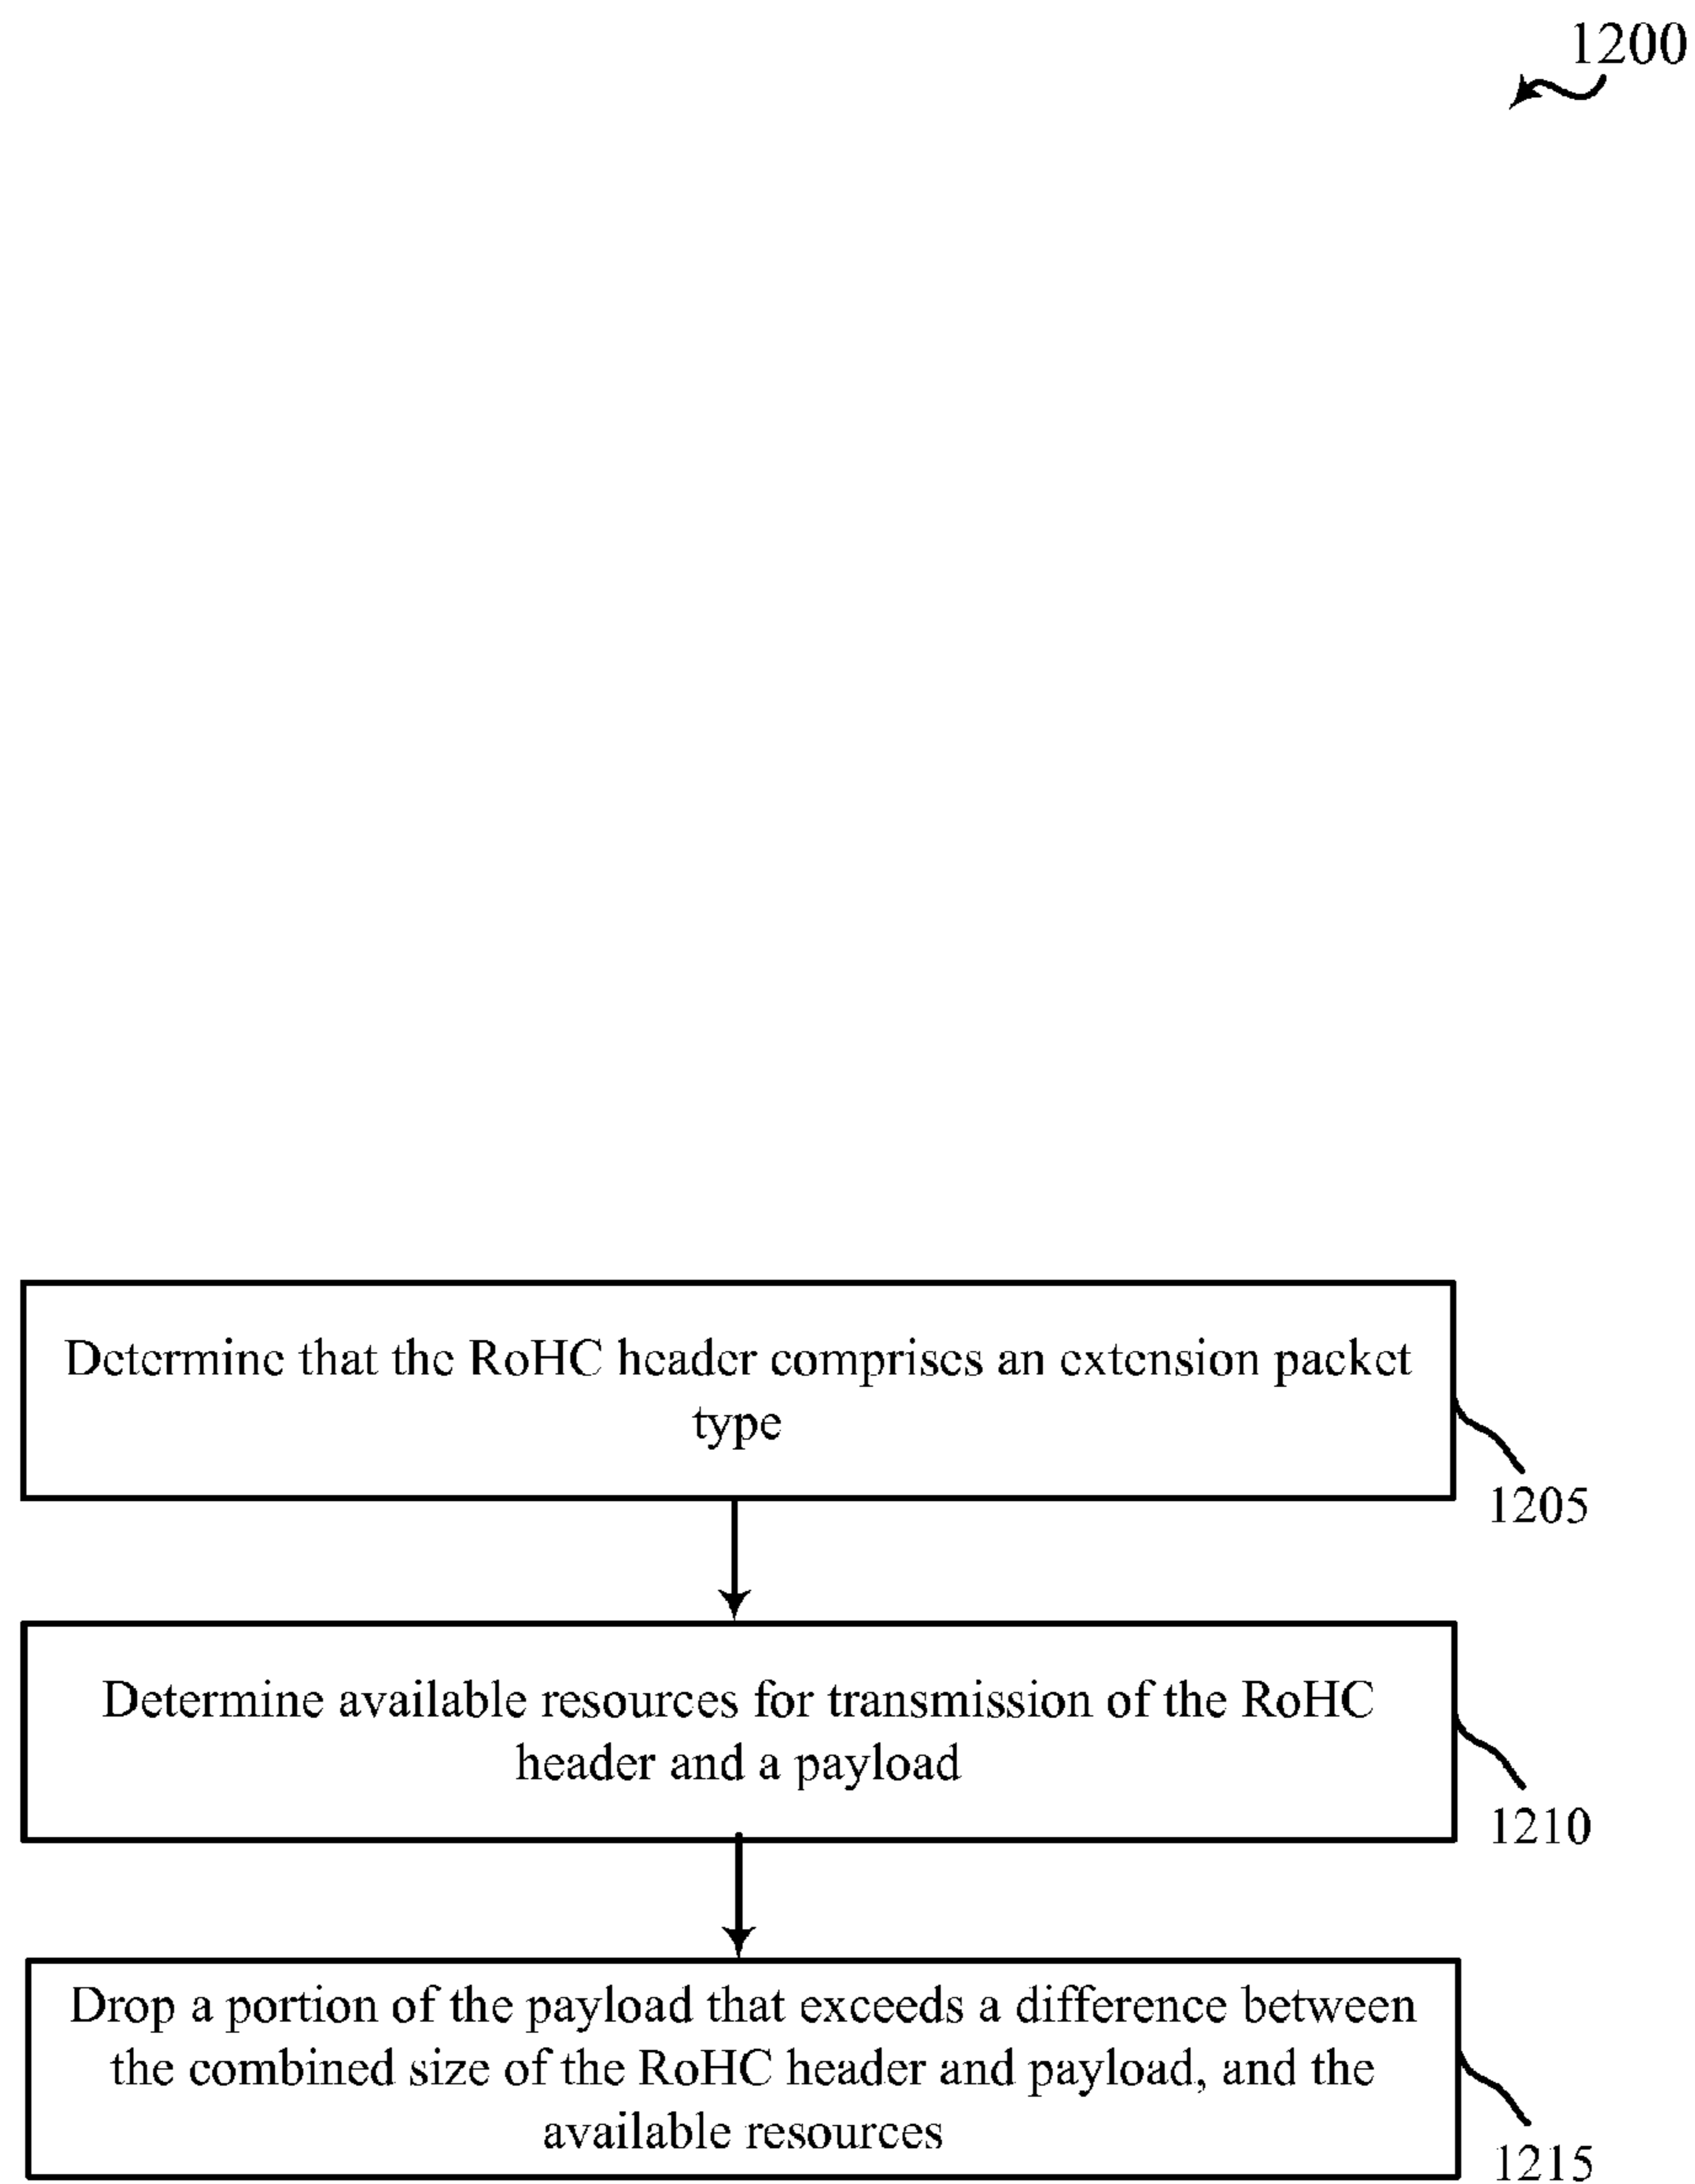 1200
Determine that the RoHC header comprises an extension packet
type
1205
Determine available resources for transmission of the RoHC
header and a payload
1210
Drop a portion of the payload that exceeds a difference between
the combined size of the RoHC header and payload, and the
available resources
1215